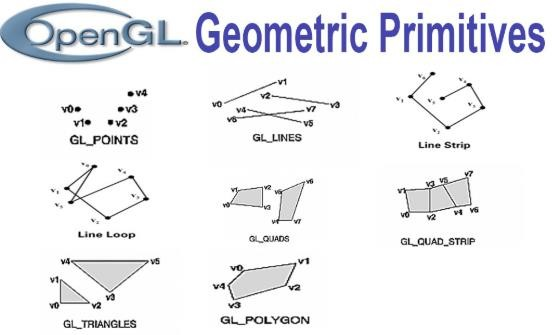 OpenGL® Geometric Primitives
v4
v0 v3
v1 v2
GL_POINTS
v1
v0 v2 v3
v4 v7
v6 v5
GL_LINES
Line Strip
Line Loop
v1 v2
v0 v3
v6
v5
v4 v7
GL_QUADS
v1 v3 v5 v7
v0 v2 v4 v6
GL_QUAD_STRIP
v4 v5
v1
v3
v0 v2
GL_TRIANGLES
v0 v1
v4 v2
v3
GL_POLYGON